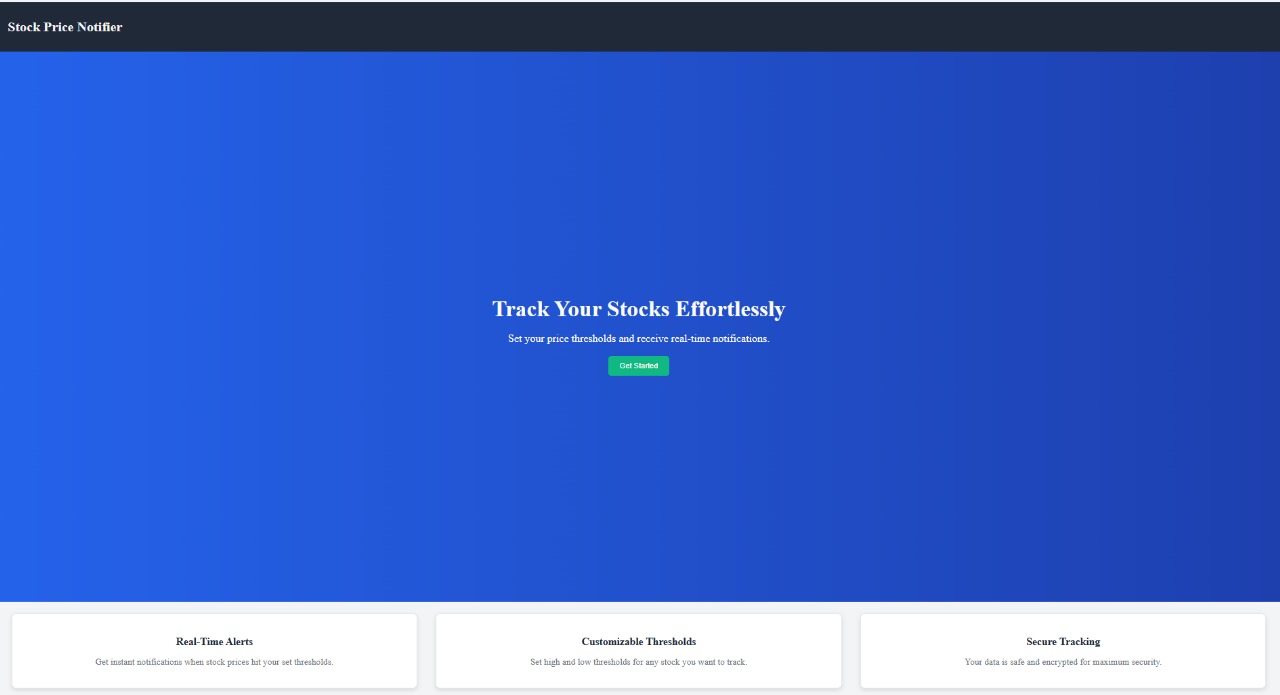 Stock Price Notifier
Track Your Stocks Effortlessly
Set your price thresholds and receive real-time notifications.
Get Started
Real-Time Alerts
Get instant notifications when stock prices hit your set thresholds.
Customizable Thresholds
Set high and low thresholds for any stock you want to track.
Secure Tracking
Your data is safe and encrypted for maximum security.